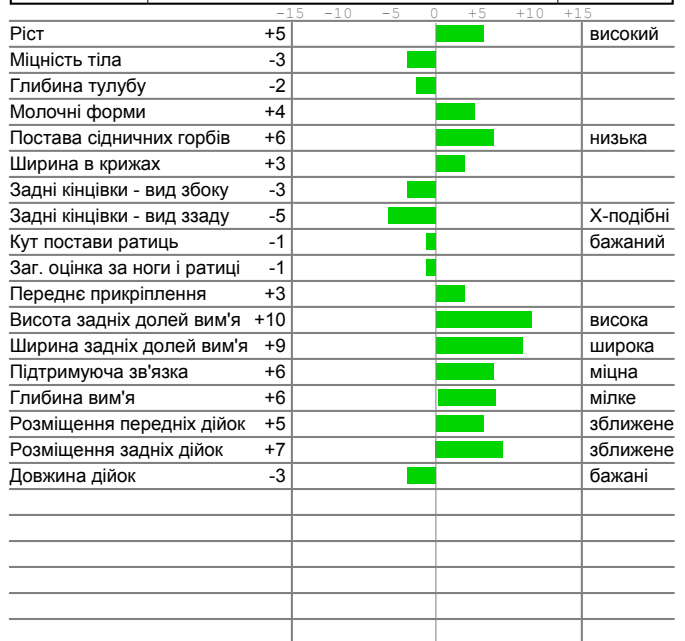 -15 -10 -5 0 +5 +10 +15
Ріст +5 високий
Міцність тіла -3
Глибина тулубу -2
Молочні форми +4
Постава сідничних горбів +6 низька
Ширина в крижах +3
Задні кінцівки - вид збоку -3
Задні кінцівки - вид ззаду -5 Х-подібні
Кут постави ратиць -1 бажаний
Заг. оцінка за ноги і ратиці -1
Переднє прикріплення +3
Висота задніх долей вим'я +10 висока
Ширина задніх долей вим'я +9 широка
Підтримуюча зв'язка +6 міцна
Глибина вим'я +6 мілке
Розміщення передніх дійок +5 зближене
Розміщення задніх дійок +7 зближене
Довжина дійок -3 бажані